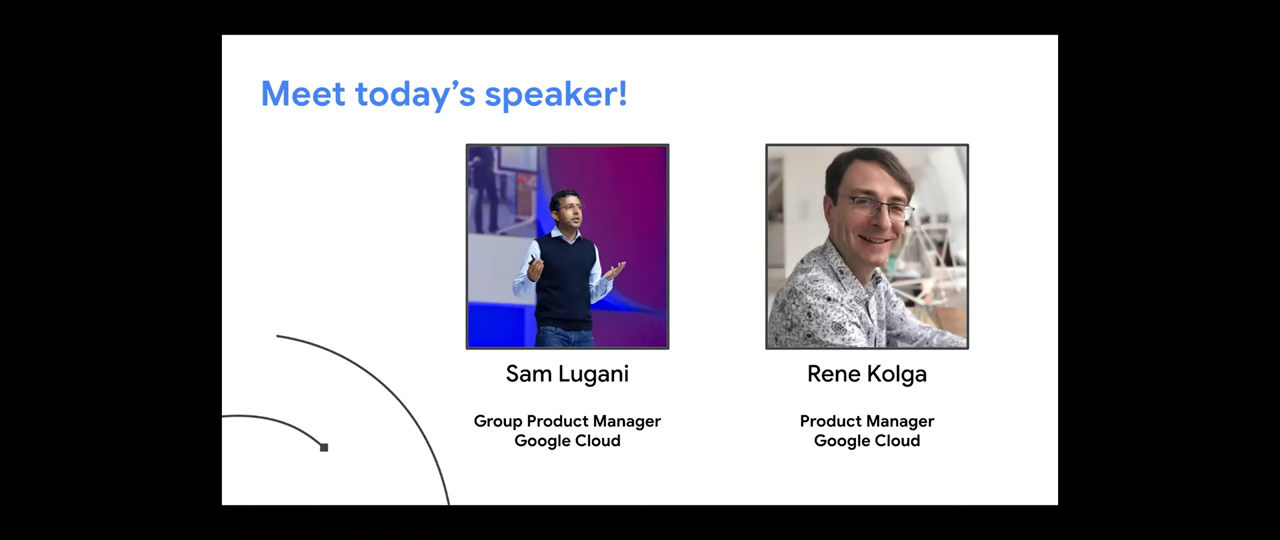 Meet today’s speaker!
Sam Lugani
Group Product Manager
Google Cloud
Rene Kolga
Product Manager
Google Cloud